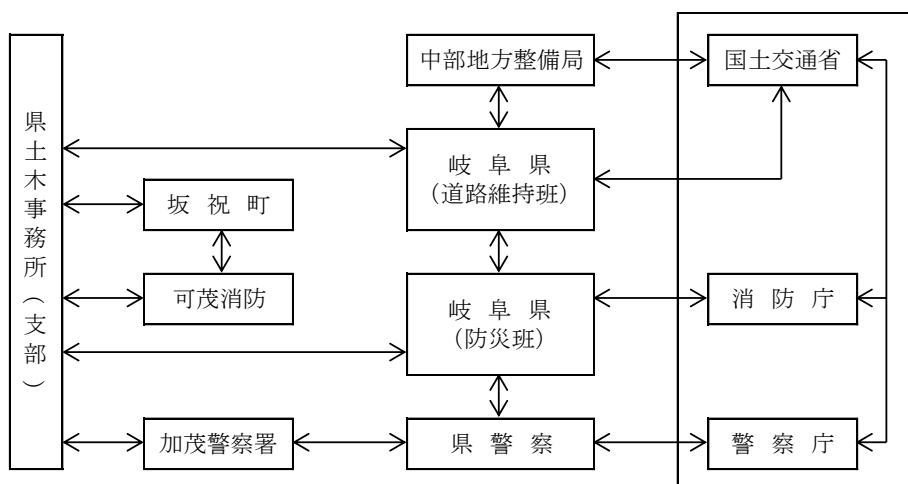 県土木事務所（支部）
中部地方整備局
国土交通省
岐阜県
（道路維持班）
坂祝町
可茂消防
岐阜県
（防災班）
消防庁
加茂警察署
県警察
警察庁